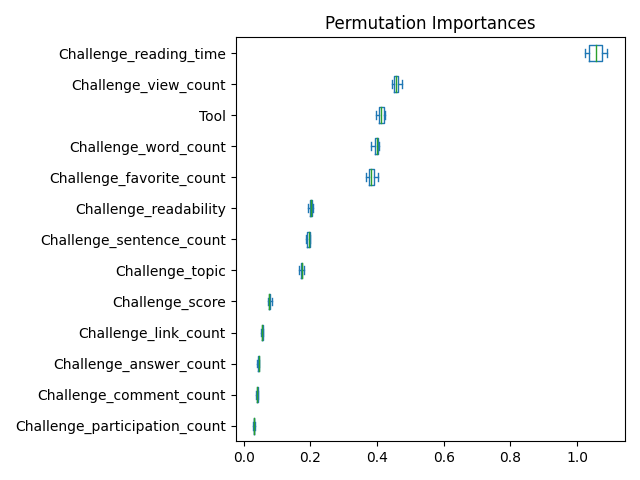 Permutation Importances
Challenge_reading_time
Challenge_view_count
Tool
Challenge_word_count
Challenge_favorite_count
Challenge_readability
Challenge_sentence_count
Challenge_topic
Challenge_score
Challenge_link_count
Challenge_answer_count
Challenge_comment_count
Challenge_participation_count
0.0 0.2 0.4 0.6 0.8 1.0